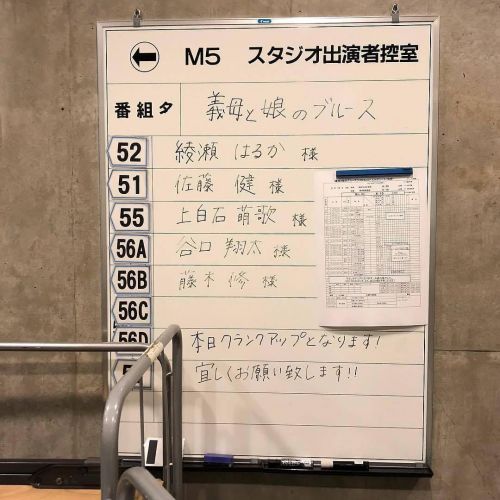 ← M5 スタジオ出演者控室
番組名 義母と娘のブルース
52 綾瀬 はるか 様
51 佐藤 健 様
55 上白石 萌歌 様
56A 谷口 翔太 様
56B 藤木 修 様
56C
56D 本日クランクアップとなります!
宜しくお願い致します!!